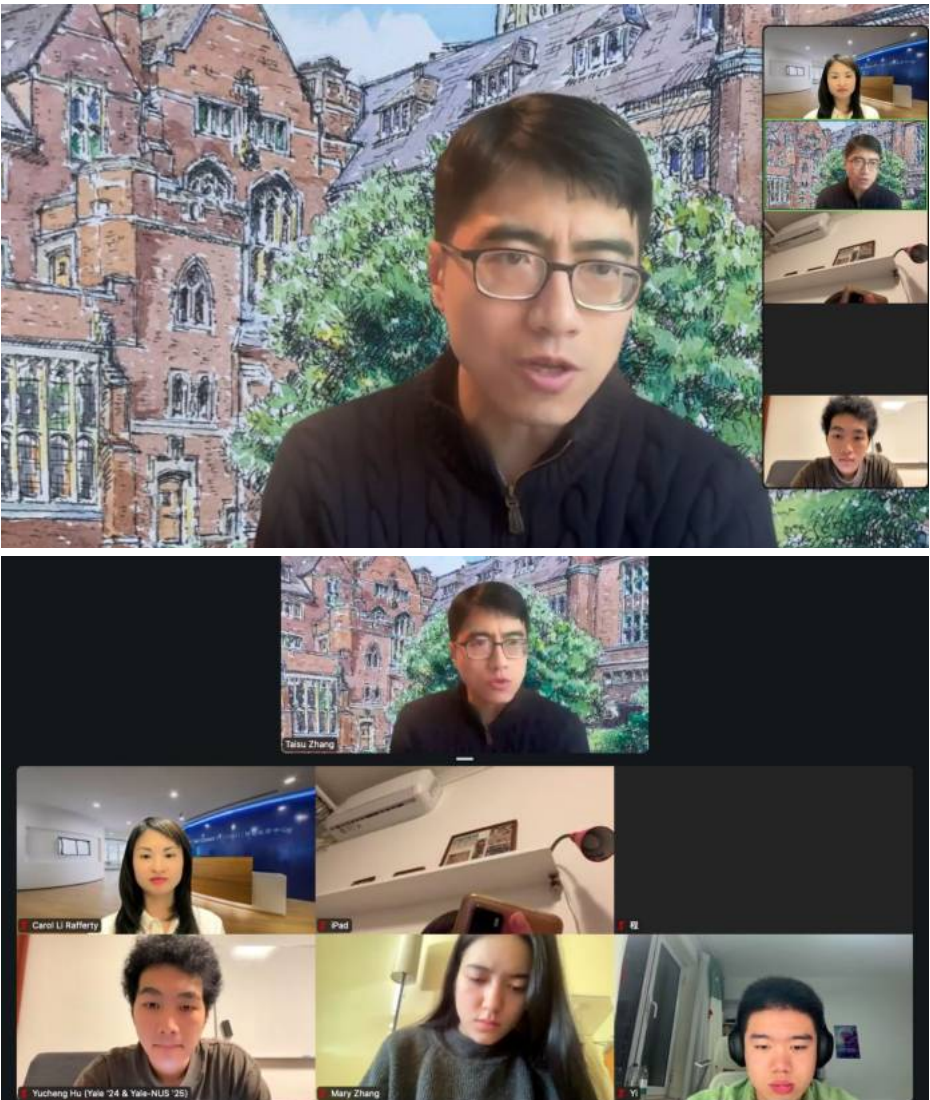 Taisu Zhang
Carol Li Rafferty
iPad
程
Yucheng Hu (Yale '24 & Yale-NUS '25)
Mary Zhang
Yi